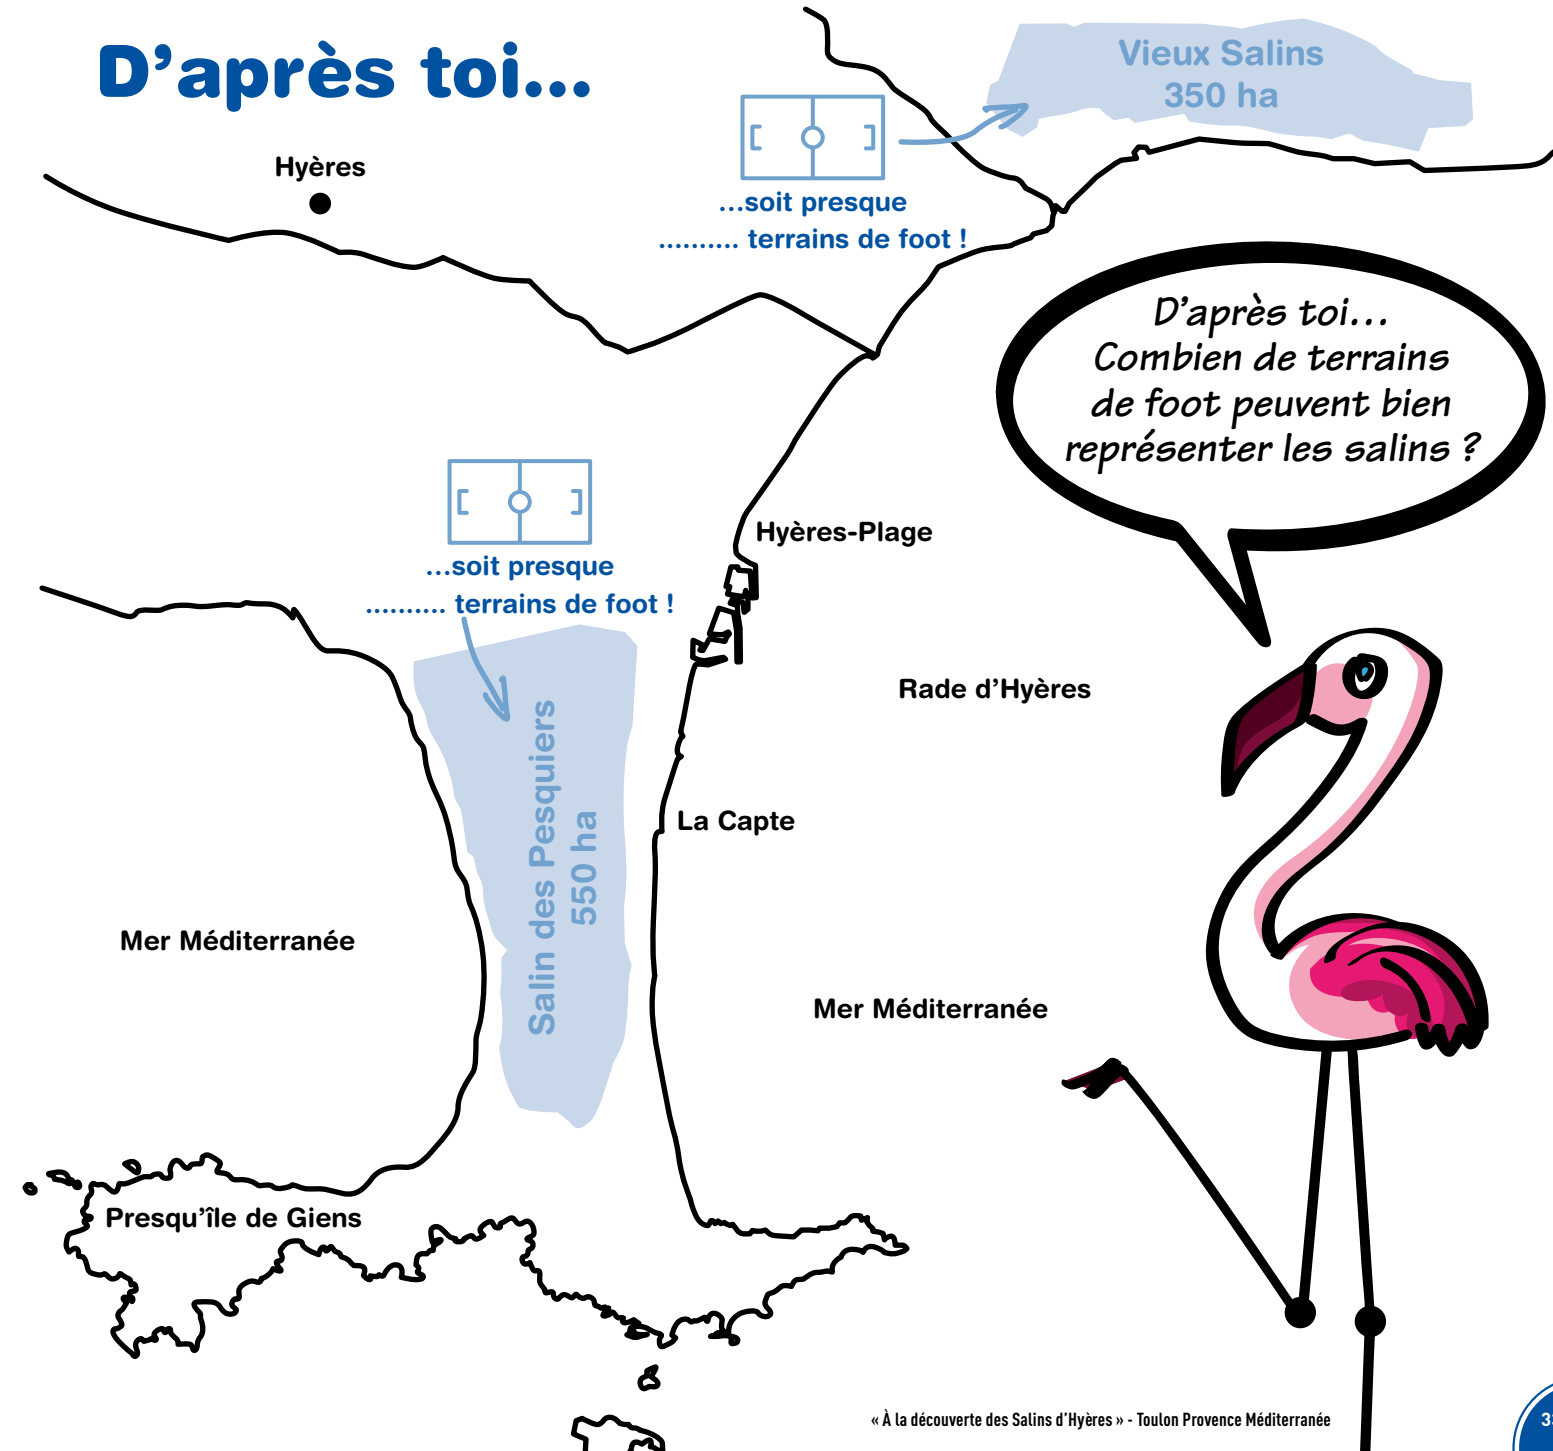 D'après toi...
Vieux Salins
350 ha
Hyères
...soit presque
.......... terrains de foot !
D'après toi...
Combien de terrains
de foot peuvent bien
représenter les salins ?
Hyères-Plage
...soit presque
.......... terrains de foot !
Rade d'Hyères
Salin des Pesquiers
550 ha
La Capte
Mer Méditerranée
Mer Méditerranée
Presqu'île de Giens
« À la découverte des Salins d'Hyères » - Toulon Provence Méditerranée